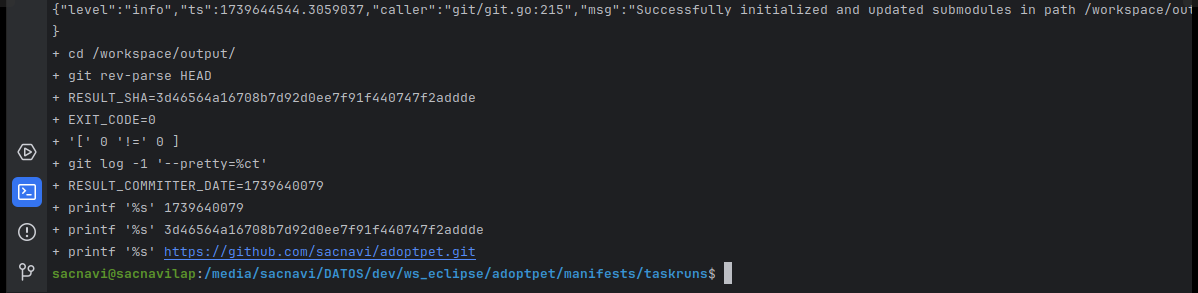 {"level":"info","ts":1739644544.3059037,"caller":"git/git.go:215","msg":"Successfully initialized and updated submodules in path /workspace/out
}
+ cd /workspace/output/
+ git rev-parse HEAD
+ RESULT_SHA=3d46564a16708b7d92d0ee7f91f440747f2addde
+ EXIT_CODE=0
+ '[' 0 '!=' 0 ]
+ git log -1 '--pretty=%ct'
+ RESULT_COMMITTER_DATE=1739640079
+ printf '%s' 1739640079
+ printf '%s' 3d46564a16708b7d92d0ee7f91f440747f2addde
+ printf '%s' https://github.com/sacnavi/adoptpet.git
sacnavi@sacnavilap:/media/sacnavi/DATOS/dev/ws_eclipse/adoptpet/manifests/taskruns$